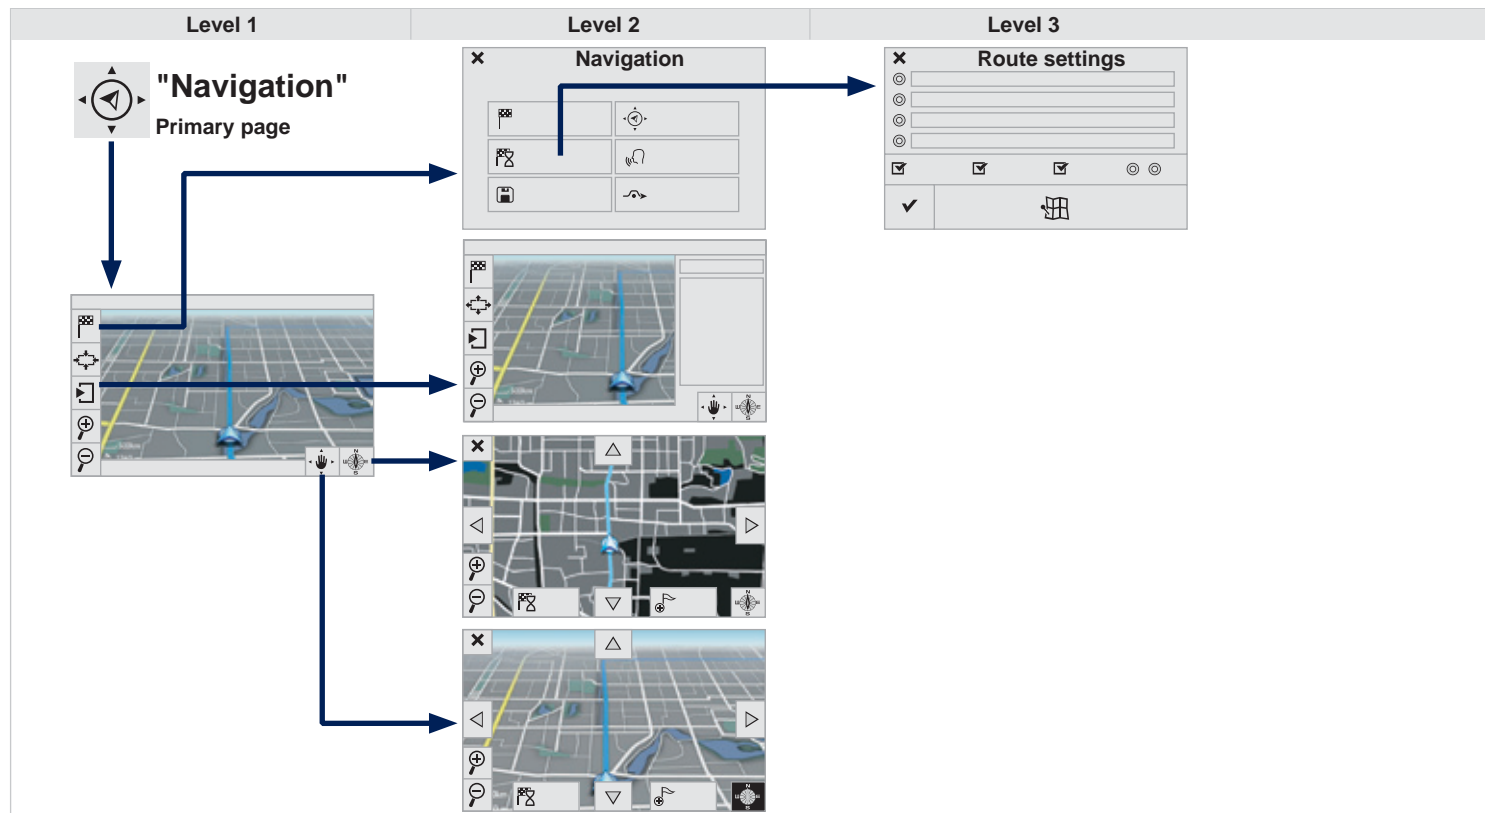 Level 1
Level 2
Level 3
"Navigation"
Primary page
Navigation
Route settings